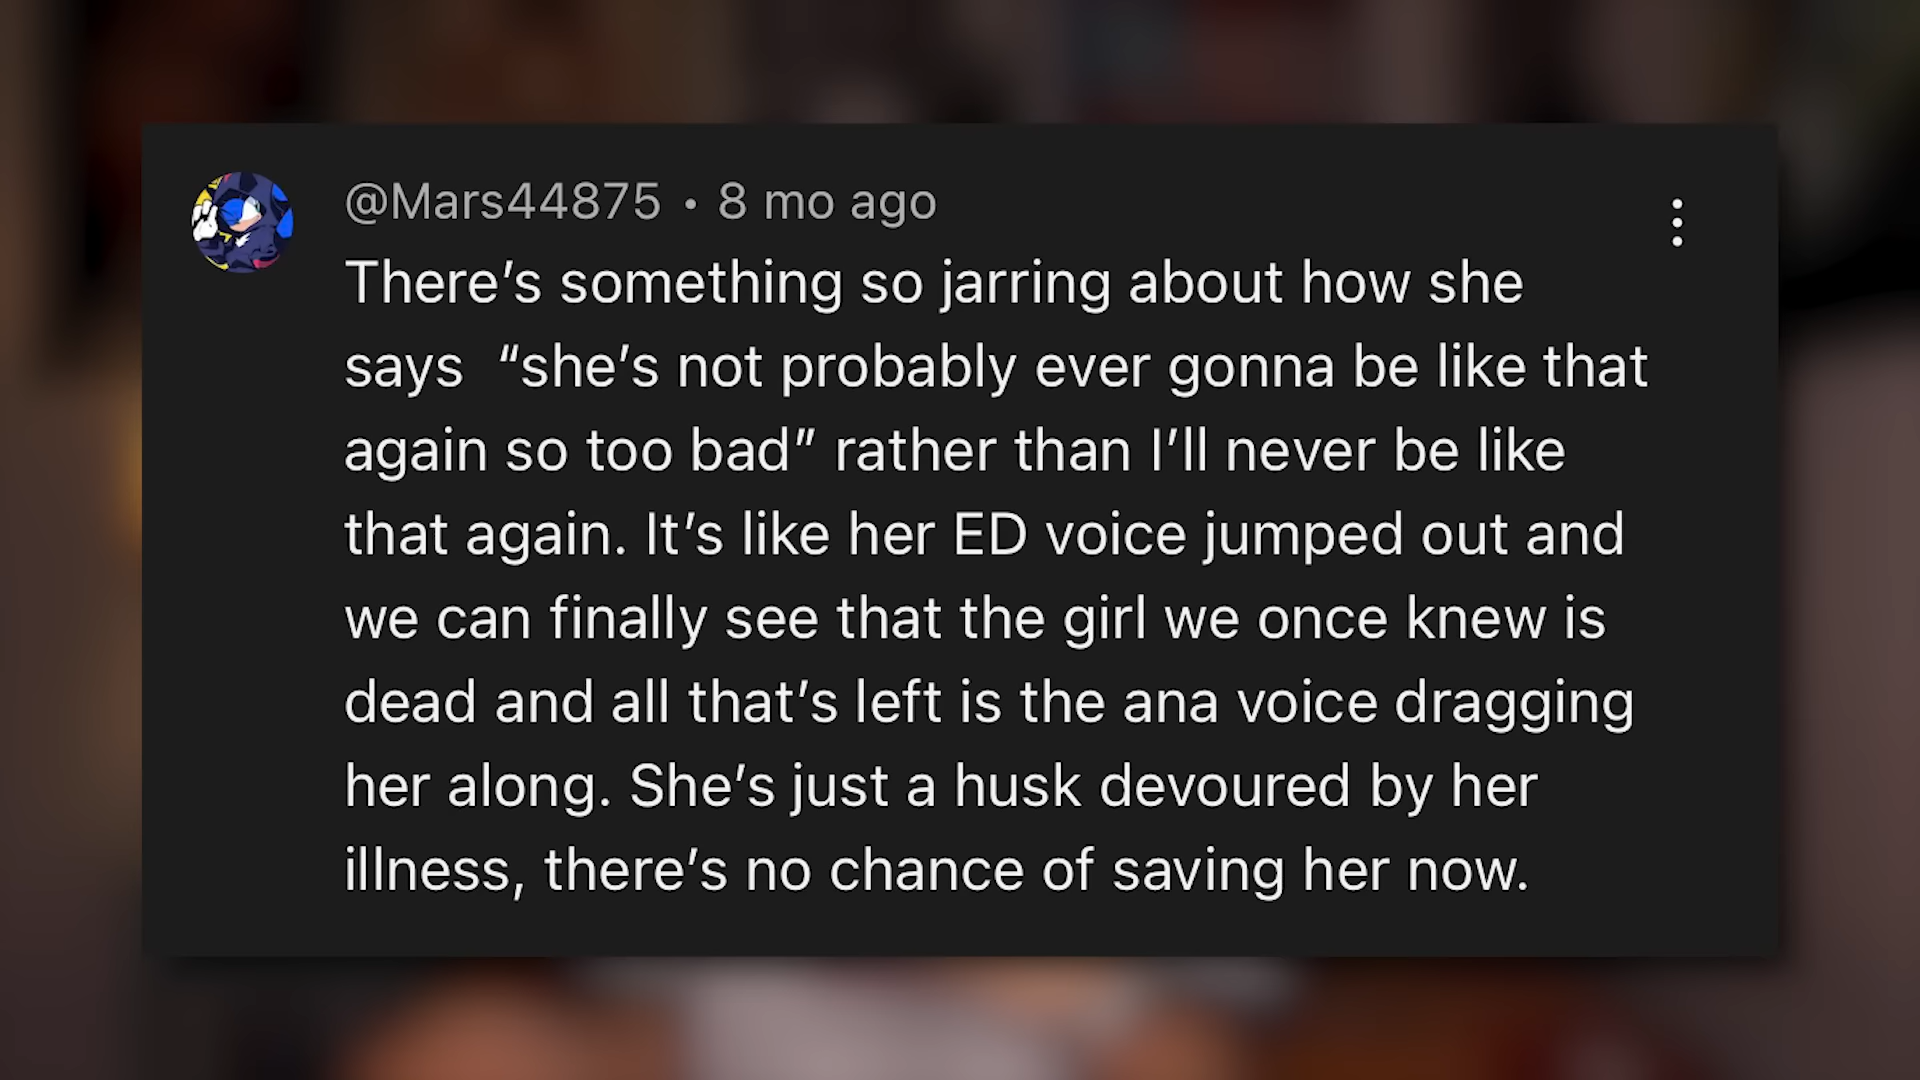 @Mars44875 • 8 mo ago
There’s something so jarring about how she
says  “she’s not probably ever gonna be like that
again so too bad” rather than I’ll never be like
that again. It’s like her ED voice jumped out and
we can finally see that the girl we once knew is
dead and all that’s left is the ana voice dragging
her along. She’s just a husk devoured by her
illness, there’s no chance of saving her now.